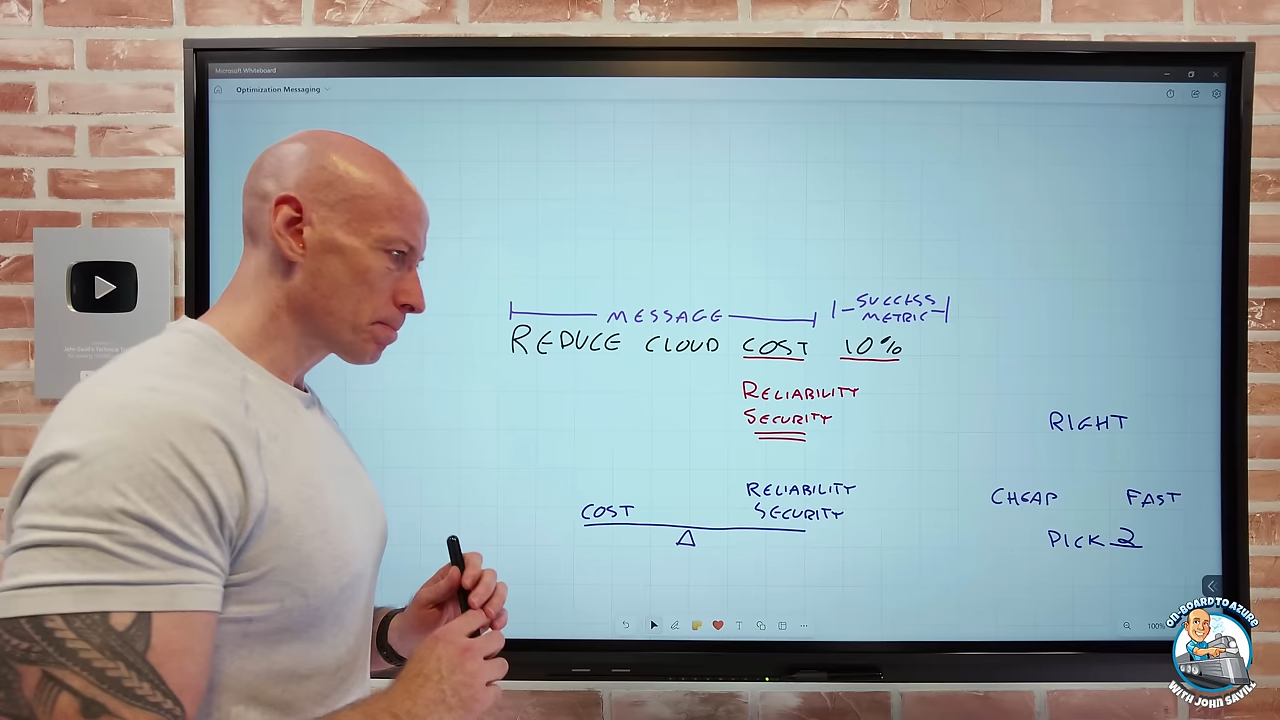 Microsoft Whiteboard
Optimization Messaging
MESSAGE
SUCCESS
METRIC
REDUCE CLOUD COST 10%
RELIABILITY
SECURITY
RIGHT
COST
RELIABILITY
SECURITY
CHEAP FAST
PICK 2
100%
ON-BOARD TO AZURE
WITH JOHN SAVILL